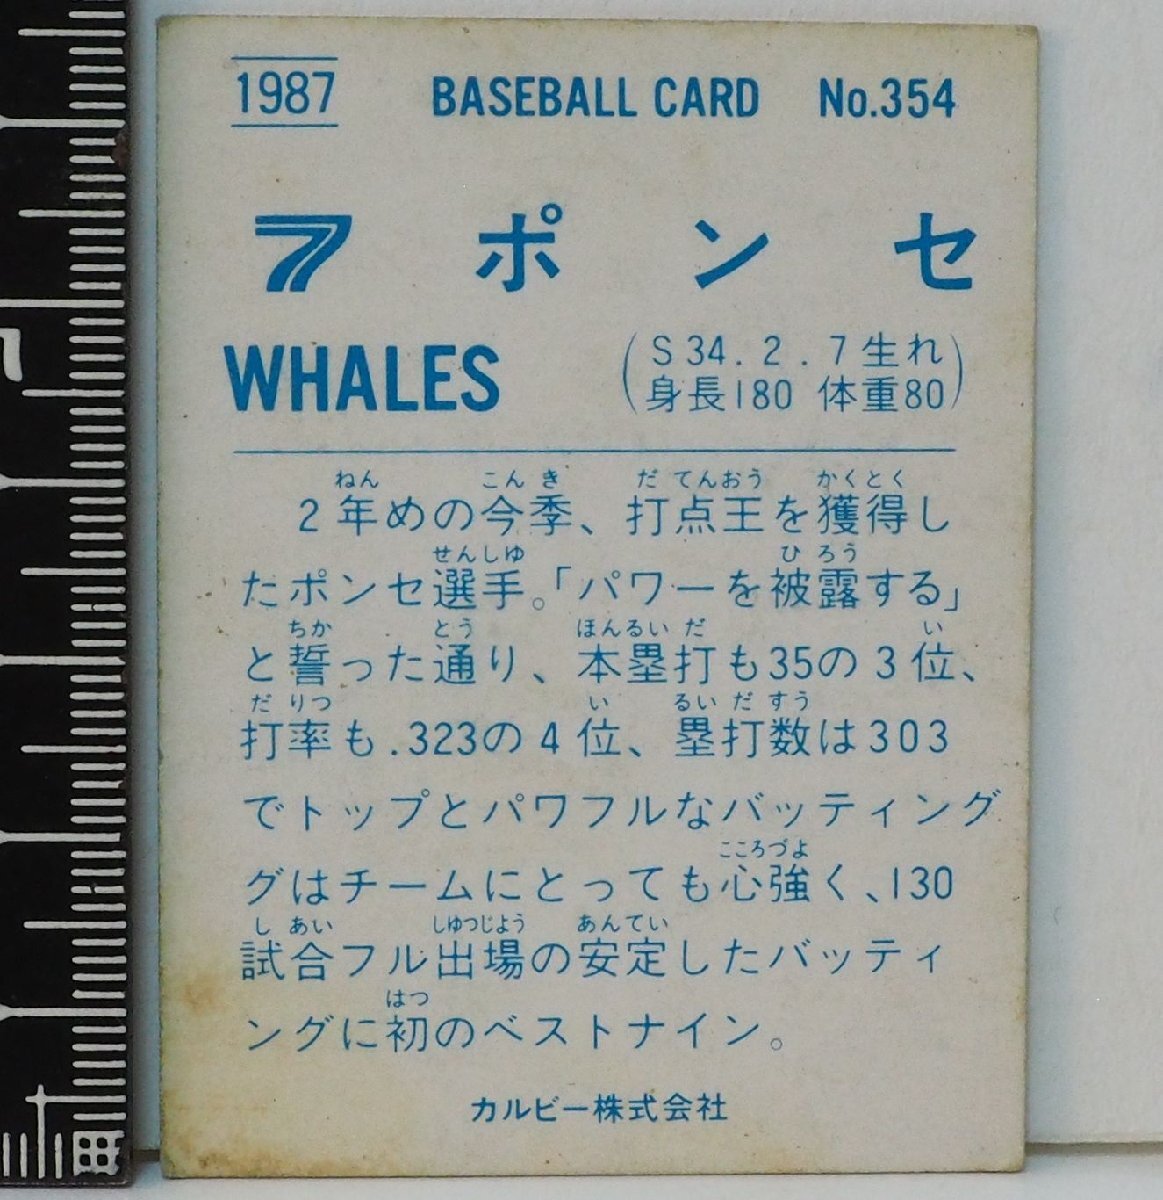 1987 BASEBALL CARD No.354
7 ポンセ
WHALES
(S34.2.7生れ
身長180 体重80)
ねん こんき だてんおう かくとく
2年めの今季、打点王を獲得し
せんしゆ ひろう
たポンセ選手。「パワーを被露する」
ちか とう ほんるいだ い
と誓った通り、本塁打も35の3位、
だりつ い るいだすう
打率も.323の4位、塁打数は303
でトップとパワフルなバッティング
こころづよ
グはチームにとっても心強く、130
しあい しゆつじよう あんてい
試合フル出場の安定したバッティ
はつ
ングに初のベストナイン。
カルビー株式会社